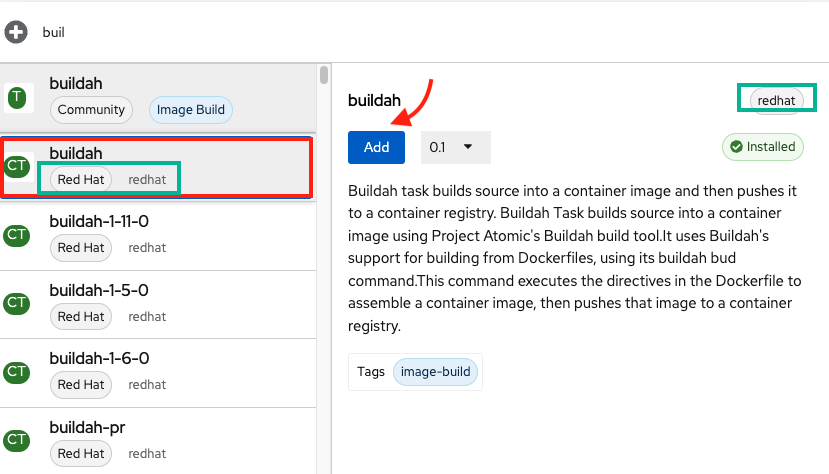 buil
T
buildah
Community Image Build
CT
buildah
Red Hat redhat
CT
buildah-1-11-0
Red Hat redhat
CT
buildah-1-5-0
Red Hat redhat
CT
buildah-1-6-0
Red Hat redhat
CT
buildah-pr
Red Hat redhat
buildah
redhat
Add
0.1
Installed
Buildah task builds source into a container image and then pushes it
to a container registry. Buildah Task builds source into a container
image using Project Atomic's Buildah build tool.It uses Buildah's
support for building from Dockerfiles, using its buildah bud
command.This command executes the directives in the Dockerfile to
assemble a container image, then pushes that image to a container
registry.
Tags image-build